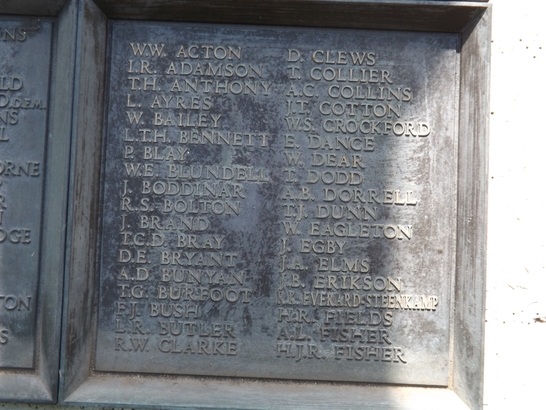 W.W. ACTON
I.R. ADAMSON
T.H. ANTHONY
L. AYRES
W. BAILEY
L.T.H. BENNETT
P. BLAY
W.E. BLUNDELL
J. BODDINAR
R.S. BOLTON
J. BRAND
T.C.D. BRAY
D.E. BRYANT
A.D. BUNYAN
T.G. BURFOOT
F.J. BUSH
L.R. BUTLER
R.W. CLARKE
D. CLEWS
T. COLLIER
A.C. COLLINS
J.T. COTTON
W.S. CROCKFORD
E. DANCE
W. DEAR
T. DODD
A.B. DORRELL
T.J. DUNN
W. EAGLETON
J. EGBY
J.A. ELMS
J.B. ERIKSON
R.R. EVERARD-STEENKAMP
H.R. FIELDS
A.L. FISHER
H.J.R. FISHER